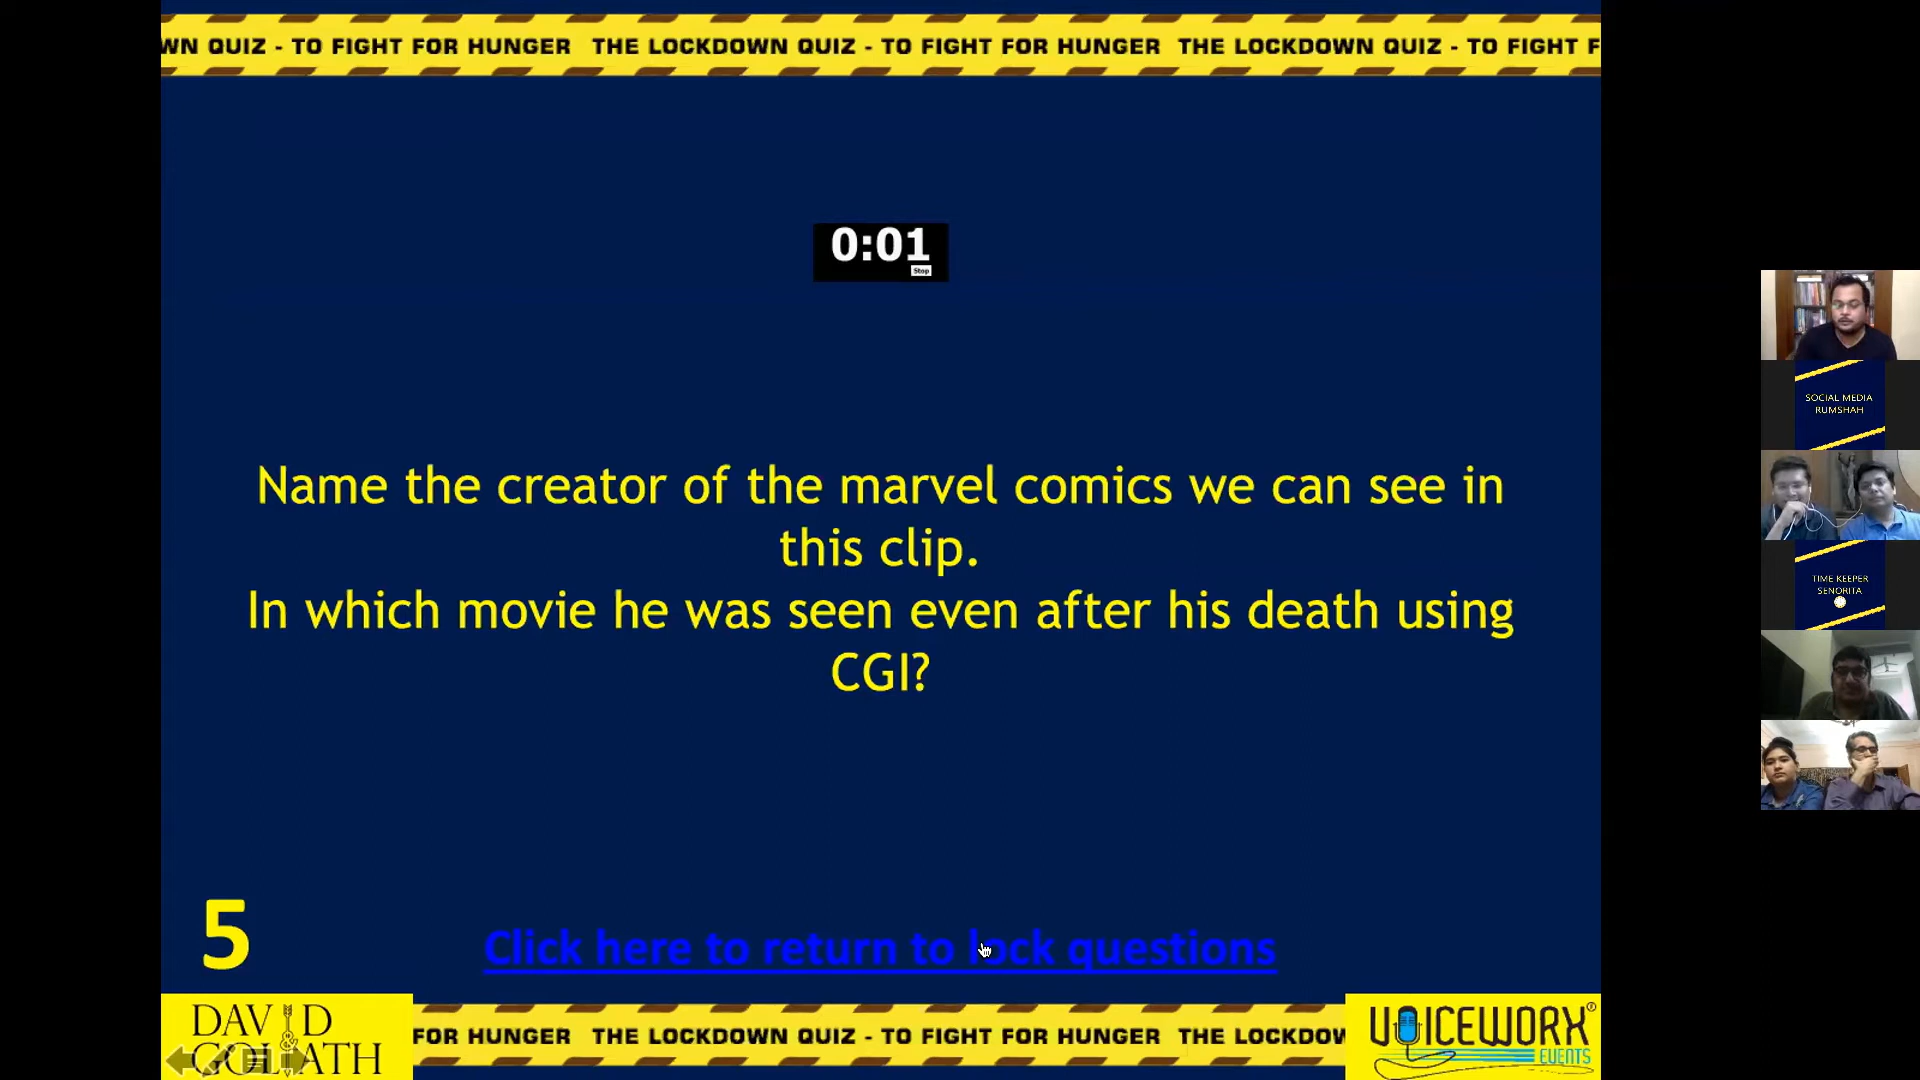 WN QUIZ - TO FIGHT FOR HUNGER THE LOCKDOWN QUIZ - TO FIGHT FOR HUNGER THE LOCKDOWN QUIZ - TO FIGHT F
0:01
Stop
Name the creator of the marvel comics we can see in
this clip.
In which movie he was seen even after his death using
CGI?
5
Click here to return to lock questions
DAVID
&
GOLIATH
FOR HUNGER THE LOCKDOWN QUIZ - TO FIGHT FOR HUNGER THE LOCKDOW
VOICEWORX
EVENTS
SOCIAL MEDIA
RUMSHAH
TIME KEEPER
SENORITA